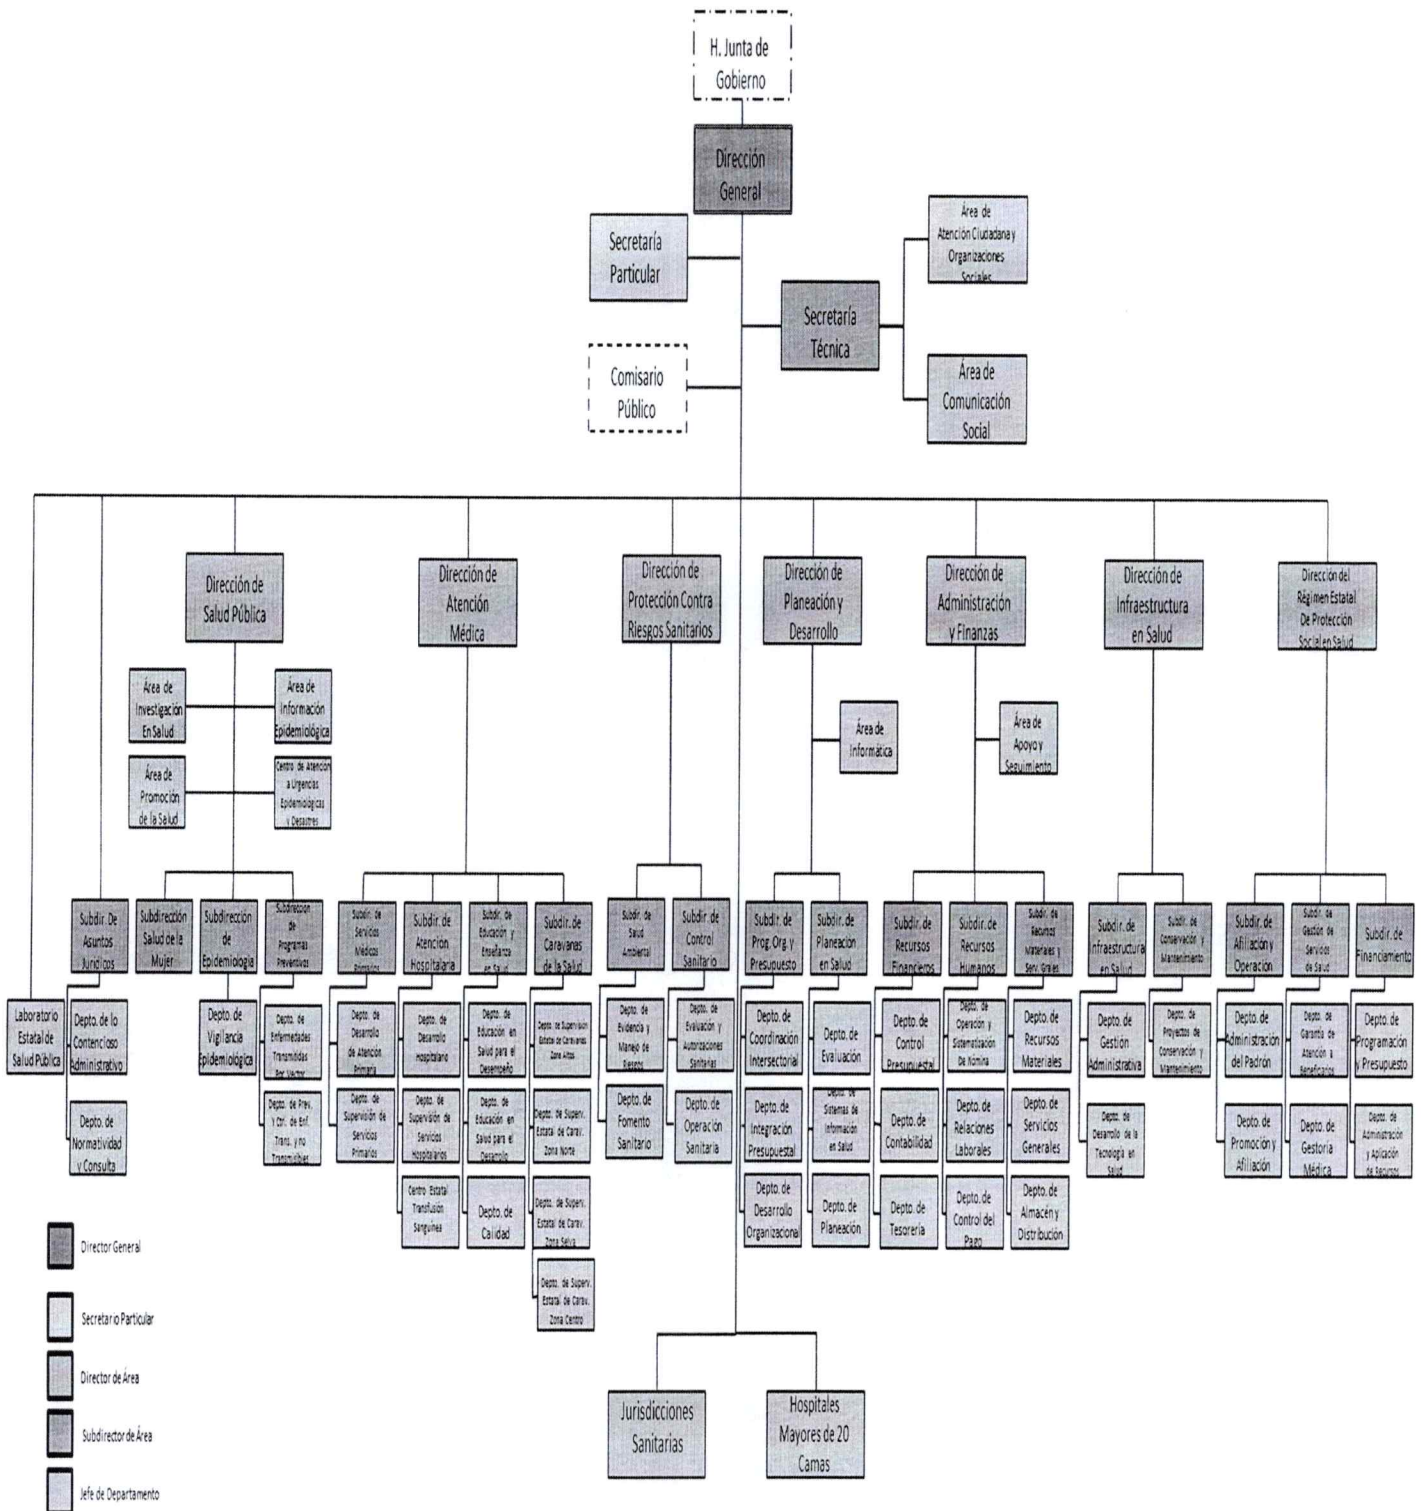 H. Junta de
Gobierno
Dirección
General
Secretaría
Particular
Área de
Atención Ciudadana y
Organizaciones
Sociales
Secretaría
Técnica
Comisario
Público
Área de
Comunicación
Social
Dirección de
Salud Pública
Dirección de
Atención
Médica
Dirección de
Protección Contra
Riesgos Sanitarios
Dirección de
Planeación y
Desarrollo
Dirección de
Administración
y Finanzas
Dirección de
Infraestructura
en Salud
Dirección del
Régimen Estatal
De Protección
Social en Salud
Área de
Investigación
En Salud
Área de
Información
Epidemiológica
Área de
Promoción
de la Salud
Centro de Atención
a Urgencias
Epidemiológicas
y Desastres
Área de
Informática
Área de
Apoyo y
Seguimiento
Subdir. De
Asuntos
Jurídicos
Subdirección
Salud de la
Mujer
Subdirección
de
Epidemiología
Subdirección
de
Programas
Preventivos
Subdir. de
Servicios
Médicos
Primarios
Subdir. de
Atención
Hospitalaria
Subdir. de
Educación y
Enseñanza
en Salud
Subdir. de
Caravanas
de la Salud
Subdir. de
Salud
Ambiental
Subdir. de
Control
Sanitario
Subdir. de
Prog. Org. y
Presupuesto
Subdir. de
Planeación
en Salud
Subdir. de
Recursos
Financieros
Subdir. de
Recursos
Humanos
Subdir. de
Recursos
Materiales y
Serv. Grales
Subdir. de
Infraestructura
en Salud
Subdir. de
Conservación y
Mantenimiento
Subdir. de
Afiliación y
Operación
Subdir. de
Gestión de
Servicios
de Salud
Subdir. de
Financiamiento
Laboratorio
Estatal de
Salud Pública
Depto. de lo
Contencioso
Administrativo
Depto. de
Vigilancia
Epidemiológica
Depto. de
Enfermedades
Transmitidas
Por Vector
Depto. de
Desarrollo
de Atención
Primaria
Depto. de
Desarrollo
Hospitalario
Depto. de
Educación en
Salud para el
Desempeño
Depto. de Supervisión
Estatal de Caravanas
Zona Altos
Depto. de
Evidencia y
Manejo de
Riesgos
Depto. de
Evaluación y
Autorizaciones
Sanitarias
Depto. de
Coordinación
Intersectorial
Depto. de
Evaluación
Depto. de
Control
Presupuestal
Depto. de
Operación y
Sistematización
De Nómina
Depto. de
Recursos
Materiales
Depto. de
Gestión
Administrativa
Depto. de
Proyectos de
Conservación y
Mantenimiento
Depto. de
Administración
del Padrón
Depto. de
Garantía de
Atención a
Beneficiarios
Depto. de
Programación
y Presupuesto
Depto. de
Normatividad
y Consulta
Depto. de Prev.
Y Ctrl. de Enf.
Trans. y no
Transmisibles
Depto. de
Supervisión de
Servicios
Primarios
Depto. de
Supervisión de
Servicios
Hospitalarios
Depto. de
Educación en
Salud para el
Desarrollo
Depto. de Superv.
Estatal de Carav.
Zona Norte
Depto. de
Fomento
Sanitario
Depto. de
Operación
Sanitaria
Depto. de
Integración
Presupuestal
Depto. de
Sistemas de
Información
en Salud
Depto. de
Contabilidad
Depto. de
Relaciones
Laborales
Depto. de
Servicios
Generales
Depto. de
Desarrollo de la
Tecnología en
Salud
Depto. de
Promoción y
Afiliación
Depto. de
Gestoría
Médica
Depto. de
Administración
y Aplicación
de Recursos
Centro Estatal
Transfusión
Sanguínea
Depto. de
Calidad
Depto. de Superv.
Estatal de Carav.
Zona Selva
Depto. de
Desarrollo
Organizacional
Depto. de
Planeación
Depto. de
Tesorería
Depto. de
Control del
Pago
Depto. de
Almacén y
Distribución
Depto. de Superv.
Estatal de Carav.
Zona Centro
Jurisdicciones
Sanitarias
Hospitales
Mayores de 20
Camas
Director General
Secretario Particular
Director de Área
Subdirector de Área
Jefe de Departamento